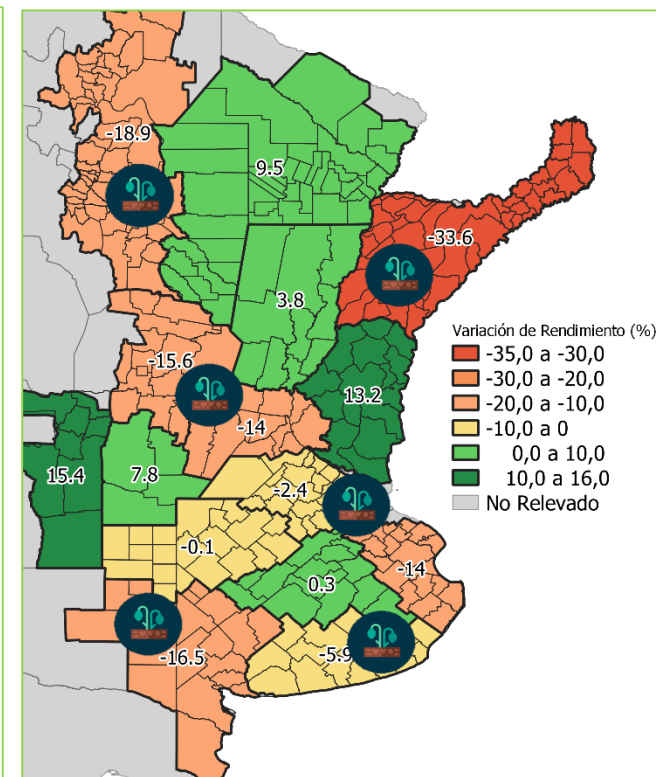 -18.9
9.5
-33.6
3.8
Variación de Rendimiento (%)
-35,0 a -30,0
-30,0 a -20,0
-20,0 a -10,0
-10,0 a 0
0,0 a 10,0
10,0 a 16,0
No Relevado
-15.6
13.2
-14
15.4
7.8
-2.4
-0.1
-14
0.3
-16.5
-5.9